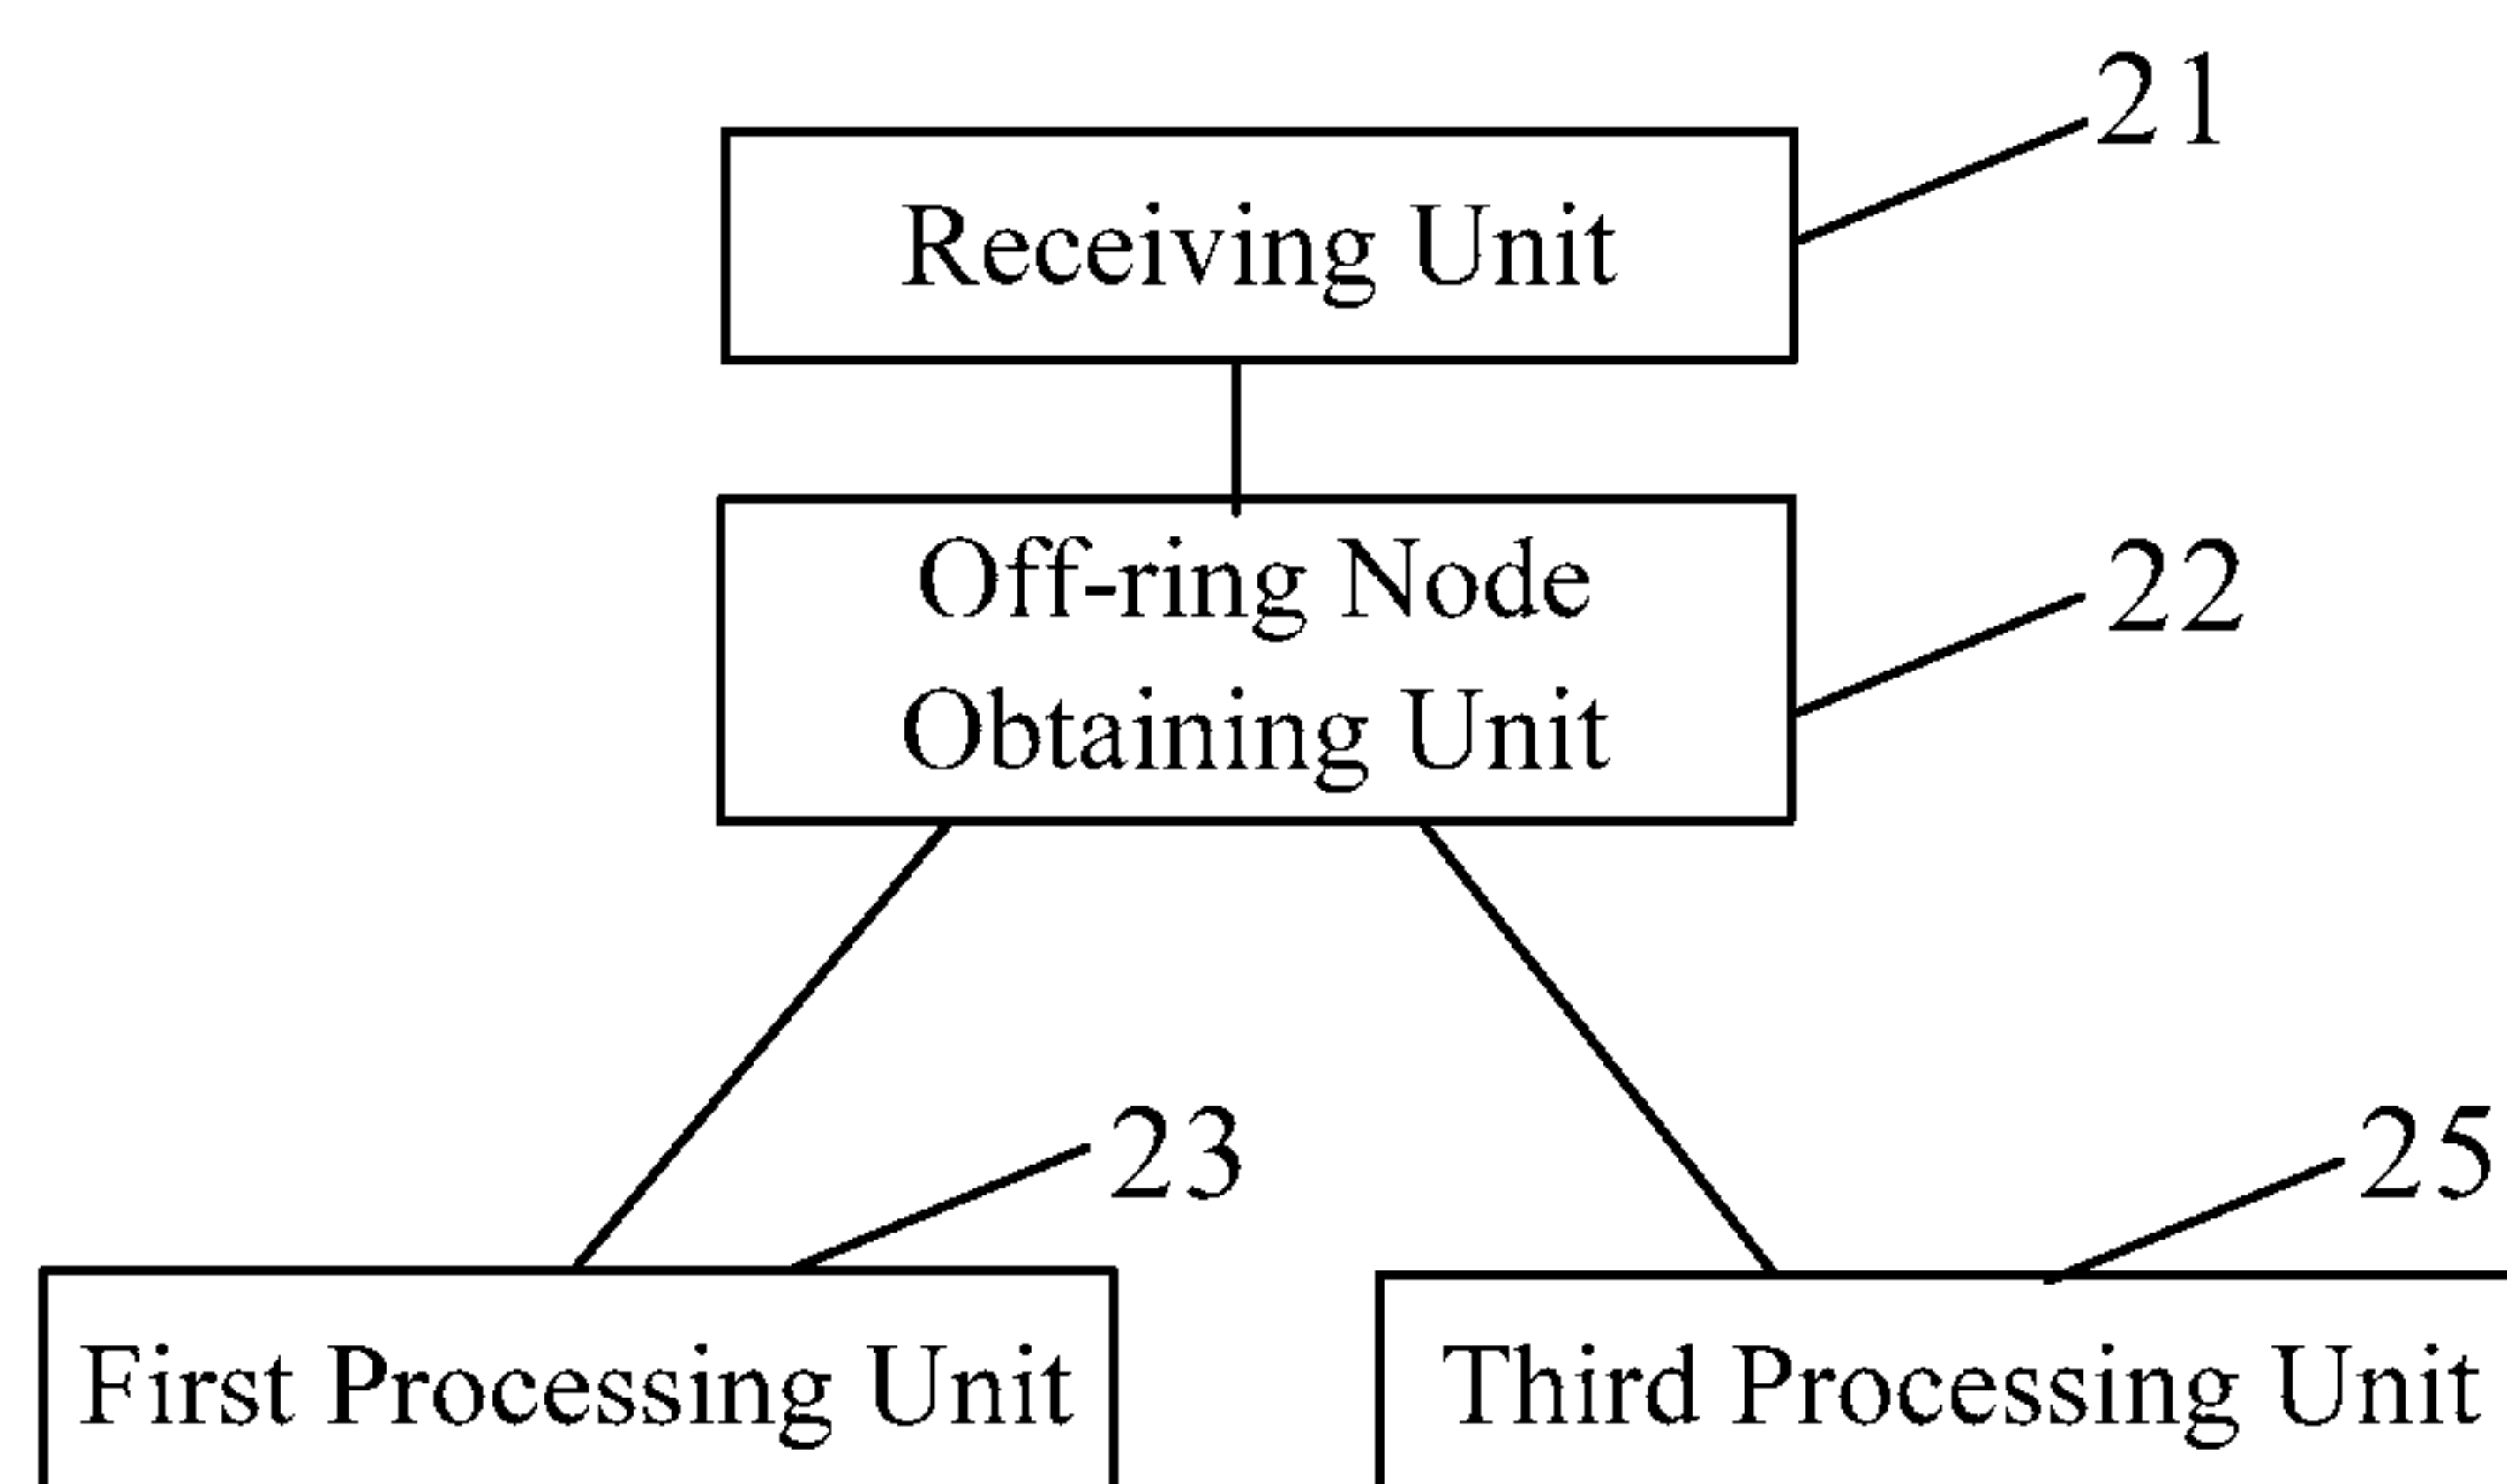 21
Receiving Unit
Off-ring Node
Obtaining Unit
22
23
25
First Processing Unit
Third Processing Unit